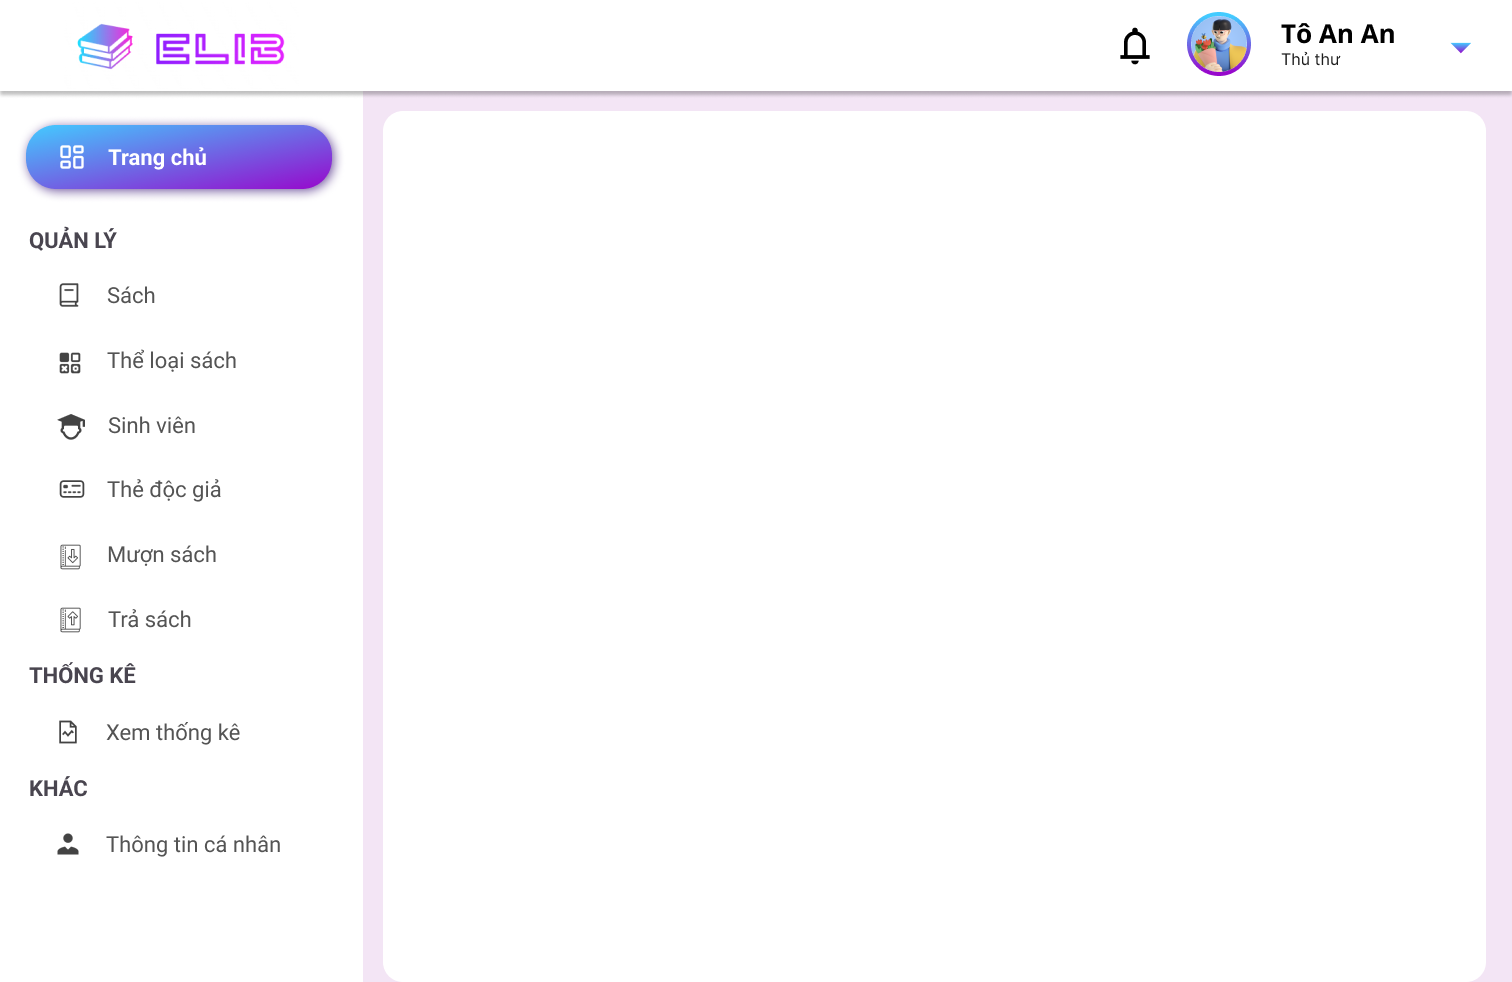 ELIB
Tô An An
Thủ thư
Trang chủ
QUẢN LÝ
Sách
Thể loại sách
Sinh viên
Thẻ độc giả
Mượn sách
Trả sách
THỐNG KÊ
Xem thống kê
KHÁC
Thông tin cá nhân